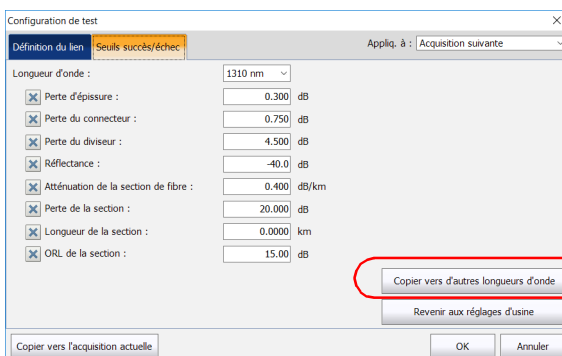 Configuration de test
Définition du lien Seuils succès/échec Appliq. à : Acquisition suivante
Longueur d'onde : 1310 nm
Perte d'épissure : 0.300 dB
Perte du connecteur : 0.750 dB
Perte du diviseur : 4.500 dB
Réflectance : -40.0 dB
Atténuation de la section de fibre : 0.400 dB/km
Perte de la section : 20.000 dB
Longueur de la section : 0.0000 km
ORL de la section : 15.00 dB
Copier vers d'autres longueurs d'onde
Revenir aux réglages d'usine
Copier vers l'acquisition actuelle OK Annuler